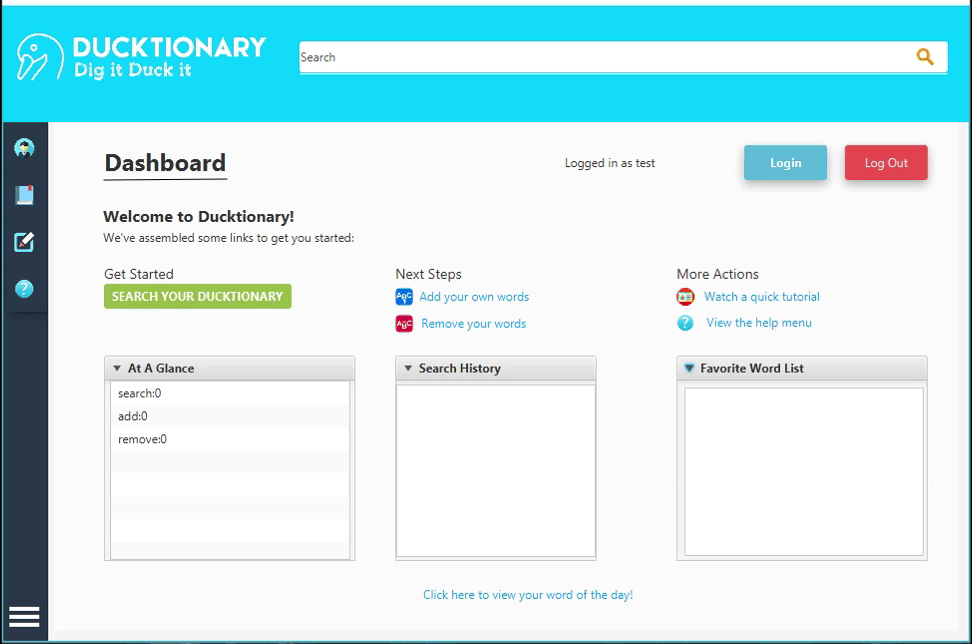 DUCKTIONARY
Dig it Duck it
Search
Dashboard
Logged in as test
Login
Log Out
Welcome to Ducktionary!
We've assembled some links to get you started:
Get Started
SEARCH YOUR DUCKTIONARY
Next Steps
Add your own words
Remove your words
More Actions
Watch a quick tutorial
View the help menu
At A Glance
search:0
add:0
remove:0
Search History
Favorite Word List
Click here to view your word of the day!